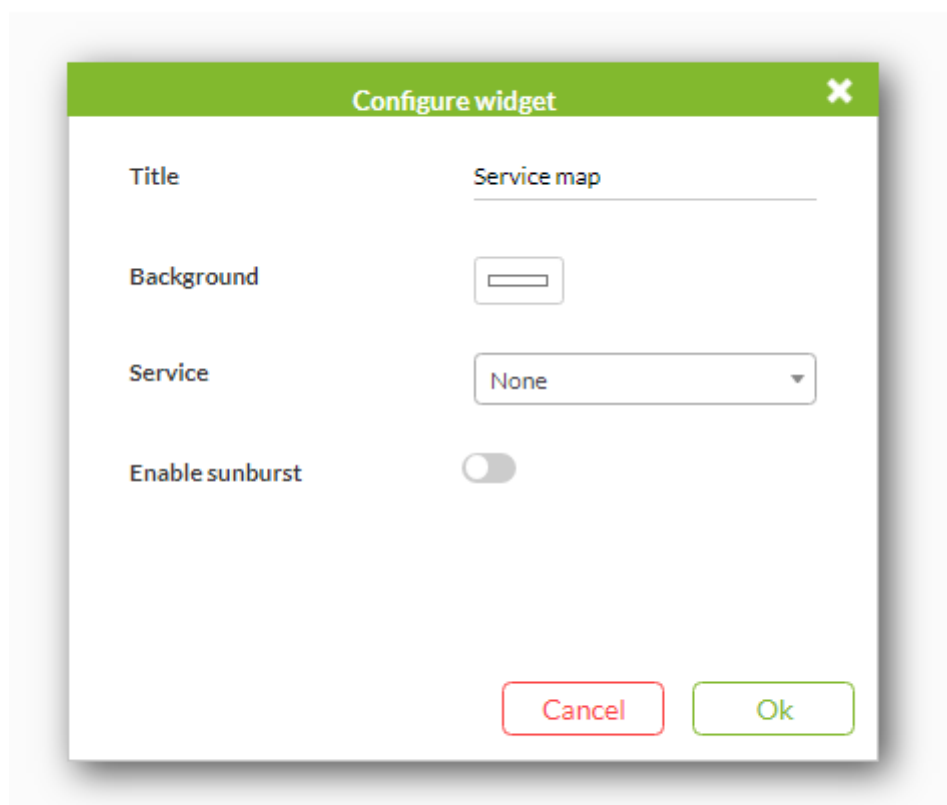 Configure widget
Title
Service map
Background
Service
None
Enable sunburst
Cancel
Ok